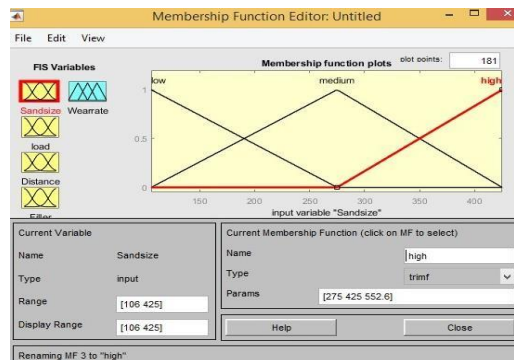 Membership Function Editor: Untitled
File Edit View
FIS Variables
Membership function plots
plot points:
181
Sandsize
Wearrate
load
Distance
Filler
low
medium
high
1
0.5
0
150 200 250 300 350 400
input variable "Sandsize"
Current Variable
Name Sandsize
Type input
Range [106 425]
Display Range [106 425]
Current Membership Function (click on MF to select)
Name high
Type trimf
Params [275 425 552.6]
Help
Close
Renaming MF 3 to "high"